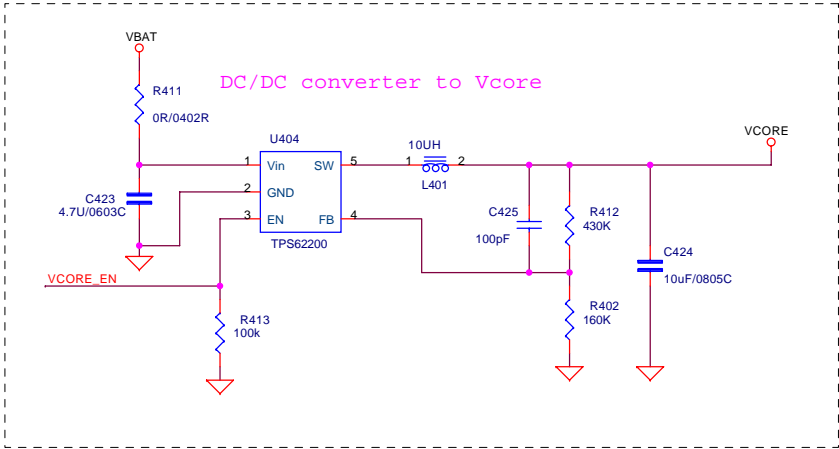 VBAT
DC/DC converter to Vcore
R411
0R/0402R
U404
10UH
VCORE
1
Vin
SW
5
1
2
L401
C423
4.7U/0603C
2
GND
C425
100pF
R412
430K
3
EN
FB
4
TPS62200
C424
10uF/0805C
VCORE_EN
R413
100k
R402
160K